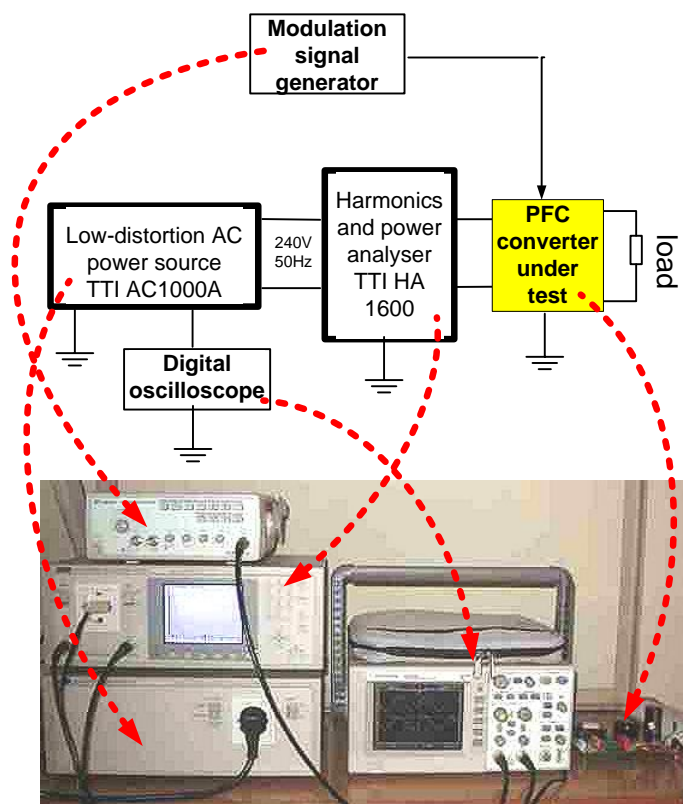 Modulation
signal
generator
Low-distortion AC
power source
TTI AC1000A
240V
50Hz
Harmonics
and power
analyser
TTI HA
1600
PFC
converter
under
test
load
Digital
oscilloscope